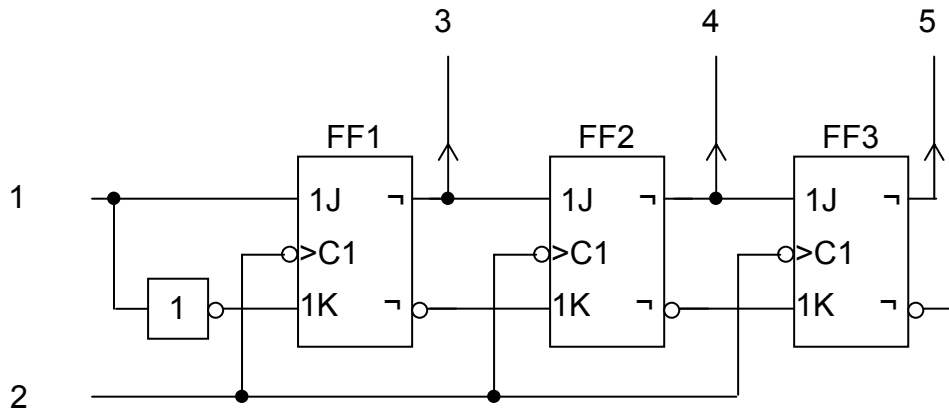 3 4 5
FF1 FF2 FF3
1 1J ¬ 1J ¬ 1J ¬
>C1 >C1 >C1
1 1K ¬ 1K ¬ 1K ¬
2